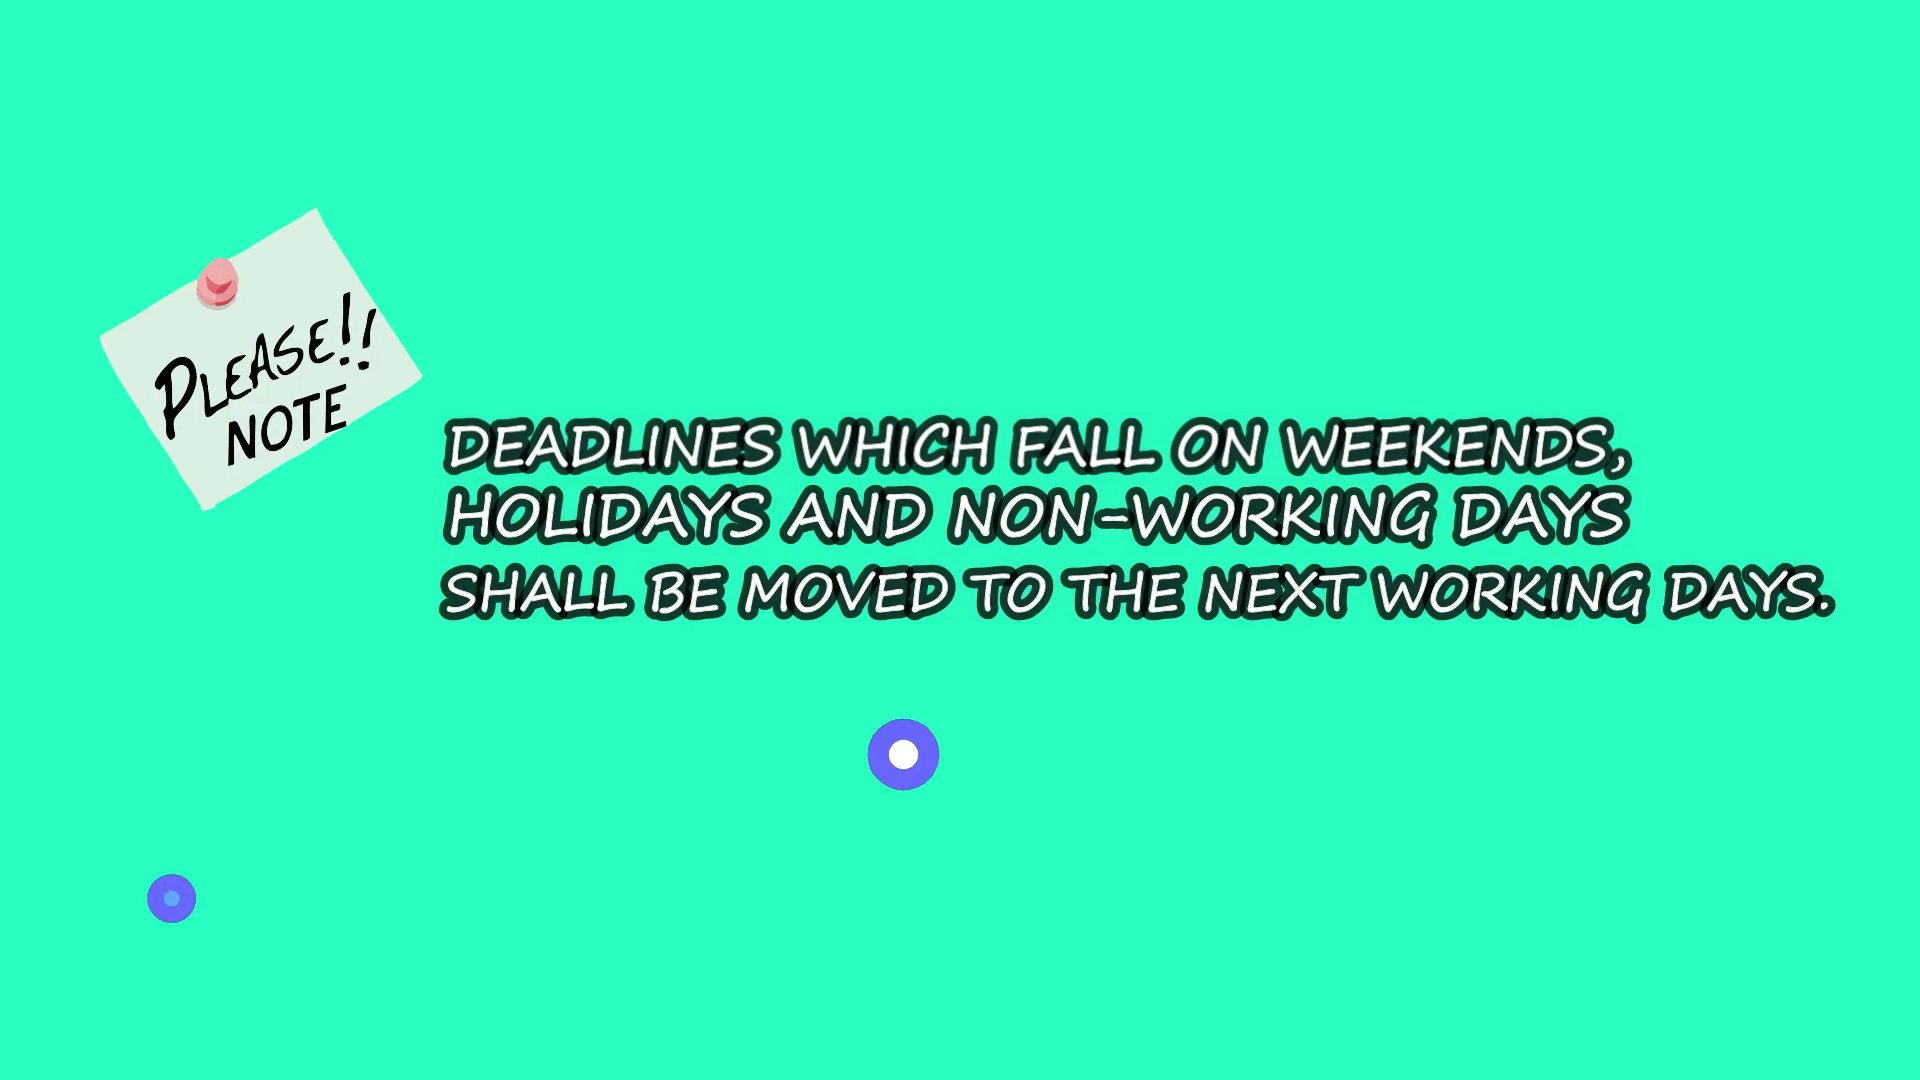 PLEASE!!
NOTE
DEADLINES WHICH FALL ON WEEKENDS,
HOLIDAYS AND NON-WORKING DAYS
SHALL BE MOVED TO THE NEXT WORKING DAYS.